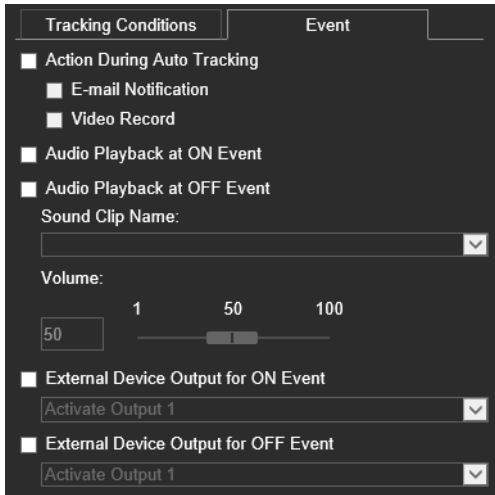 Tracking Conditions
Event
Action During Auto Tracking
E-mail Notification
Video Record
Audio Playback at ON Event
Audio Playback at OFF Event
Sound Clip Name:
Volume:
1 50 100
50
External Device Output for ON Event
Activate Output 1
External Device Output for OFF Event
Activate Output 1